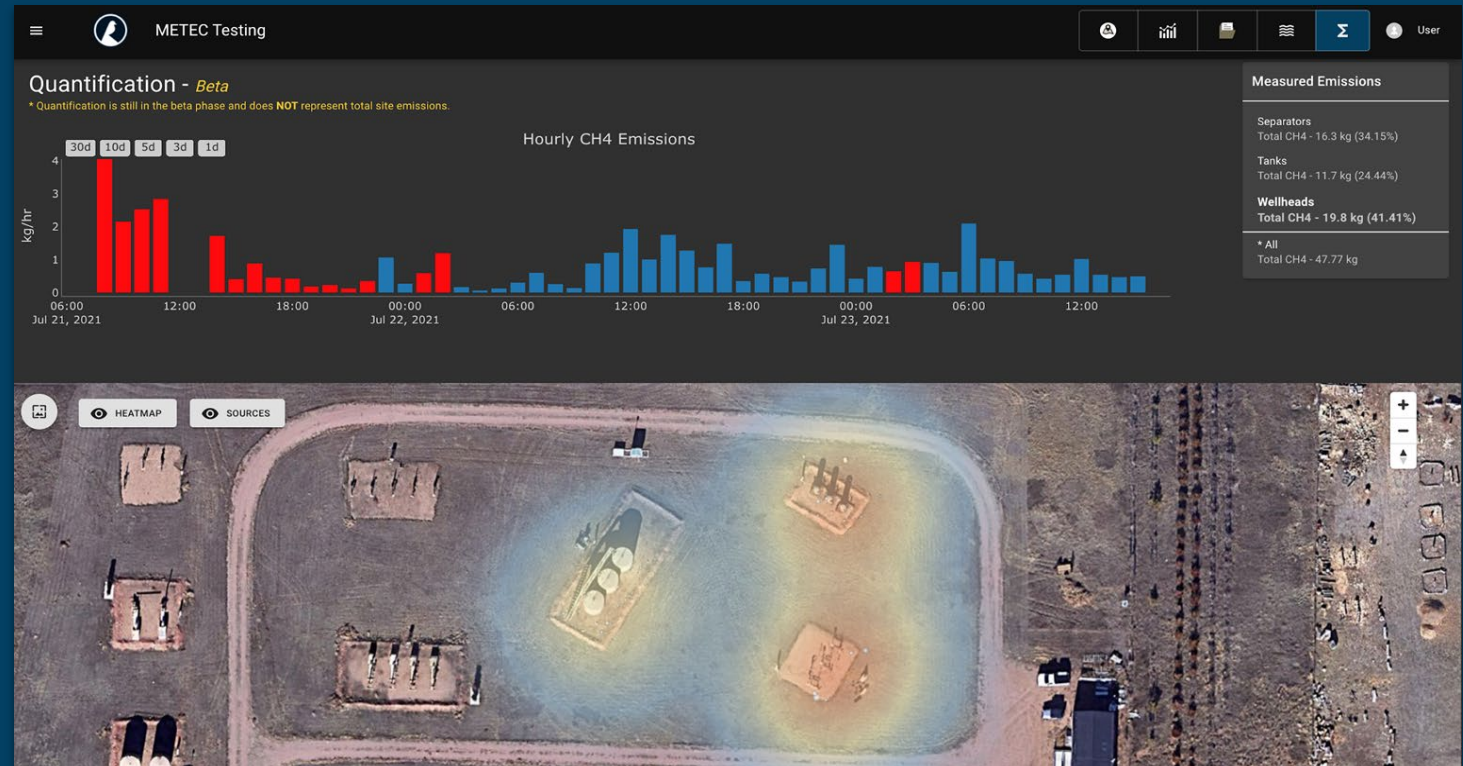 METEC Testing
User
Quantification - Beta
* Quantification is still in the beta phase and does NOT represent total site emissions.
30d 10d 5d 3d 1d
Hourly CH4 Emissions
kg/hr
4
3
2
1
0
06:00 12:00 18:00 00:00 06:00 12:00 18:00 00:00 06:00 12:00
Jul 21, 2021 Jul 22, 2021 Jul 23, 2021
Measured Emissions
Separators
Total CH4 - 16.3 kg (34.15%)
Tanks
Total CH4 - 11.7 kg (24.44%)
Wellheads
Total CH4 - 19.8 kg (41.41%)
* All
Total CH4 - 47.77 kg
HEATMAP
SOURCES